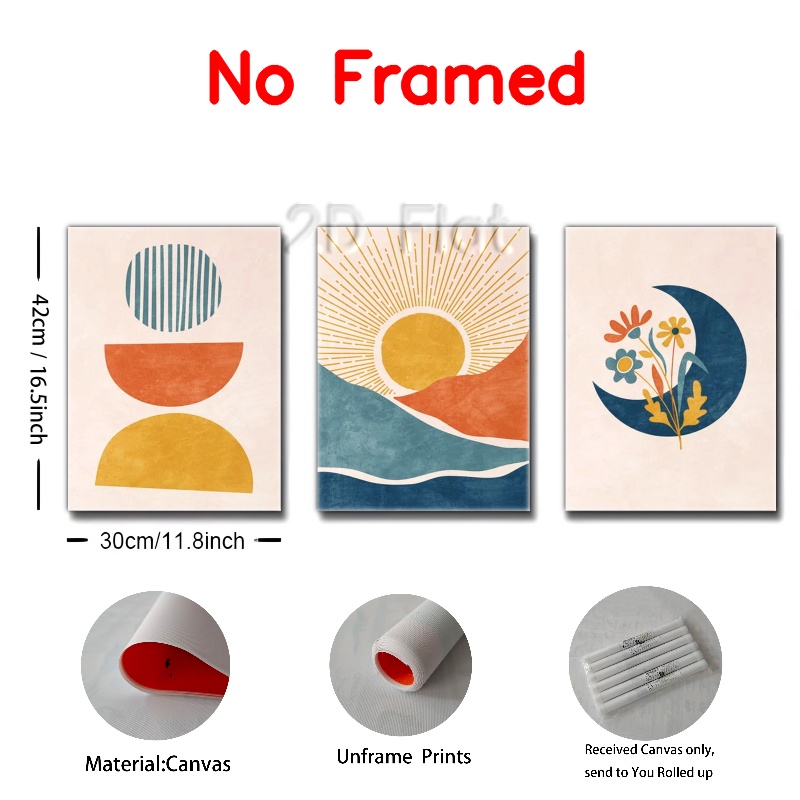 No Framed
2D Flat
42cm / 16.5inch
30cm/11.8inch
Material:Canvas
Unframe Prints
Received Canvas only,
send to You Rolled up